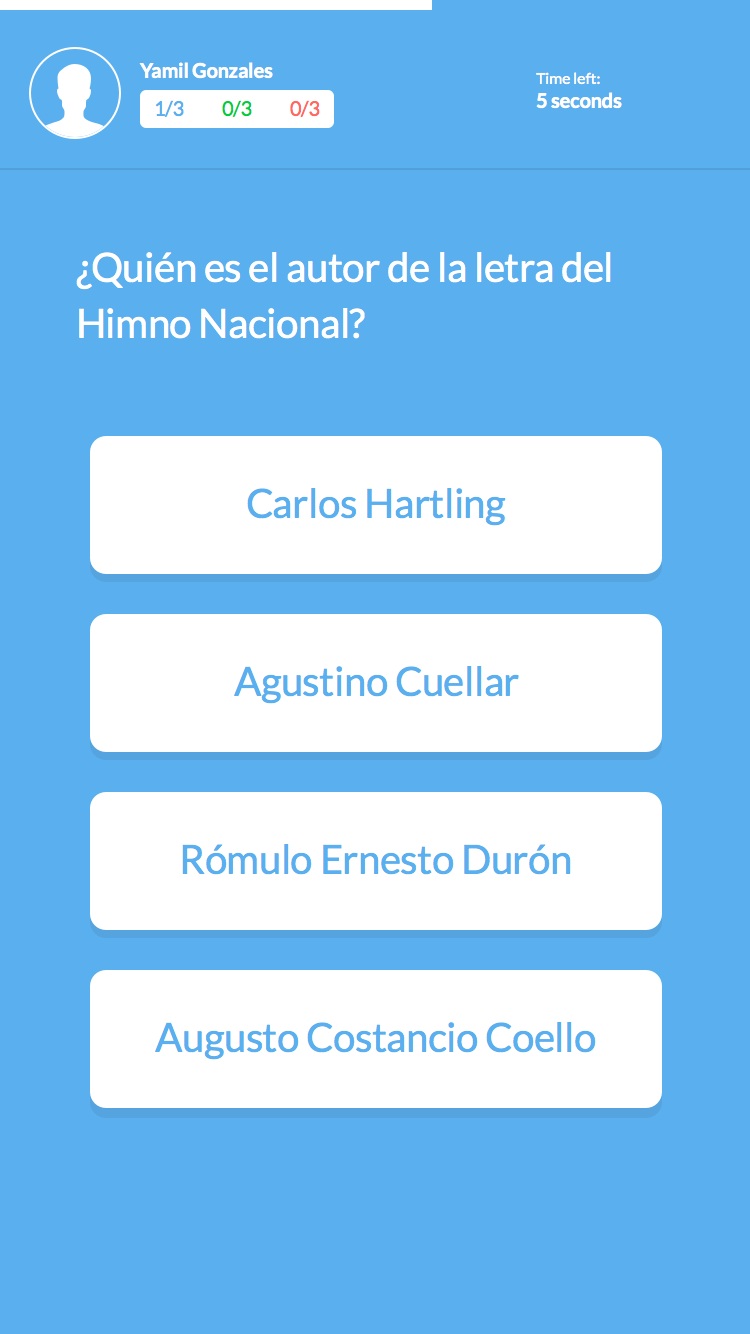 Yamil Gonzales
1/3 0/3 0/3
Time left:
5 seconds
¿Quién es el autor de la letra del
Himno Nacional?
Carlos Hartling
Agustino Cuellar
Rómulo Ernesto Durón
Augusto Costancio Coello